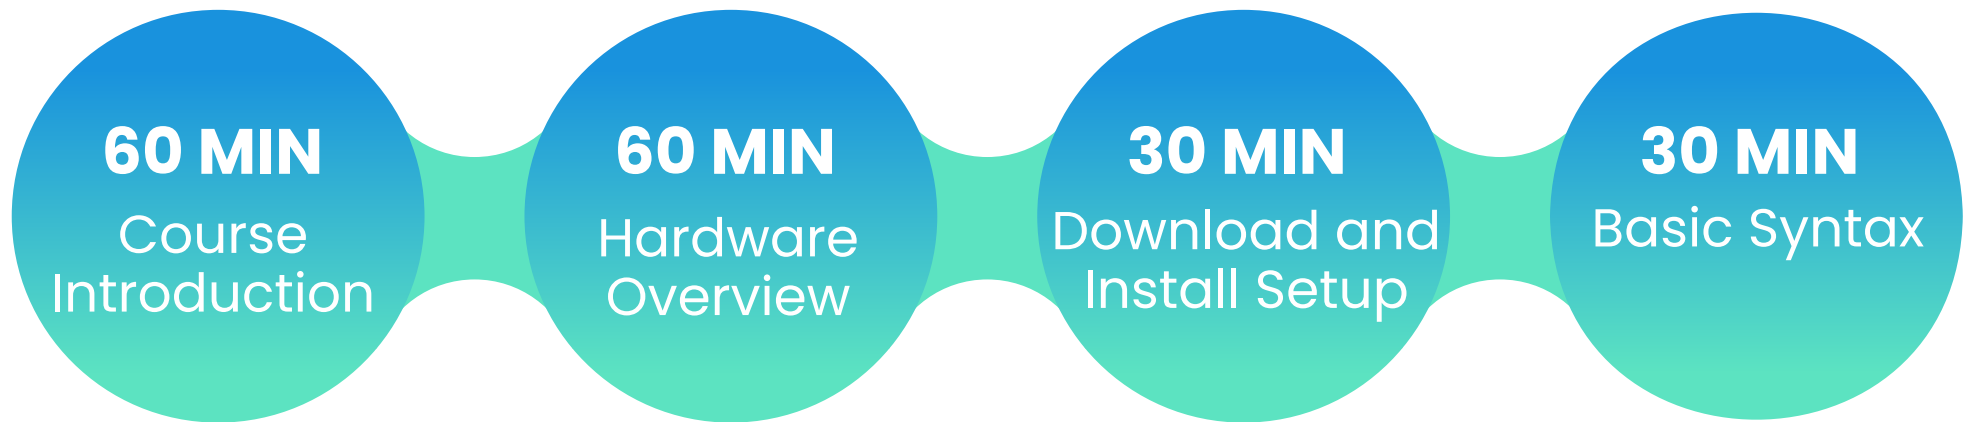 60 MIN
Course
Introduction
60 MIN
Hardware
Overview
30 MIN
Download and
Install Setup
30 MIN
Basic Syntax